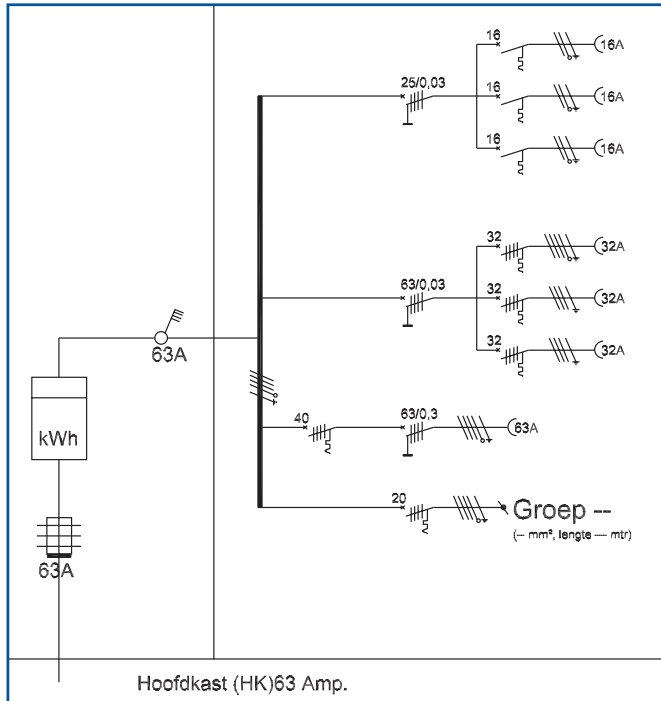 16
16A
25/0,03
16
16A
16
16A
32
32A
63/0,03
32
32A
32
32A
63A
kWh
40
63/0,3
63A
20
Groep --
(-- mm², lengte --- mtr)
63A
Hoofdkast (HK)63 Amp.